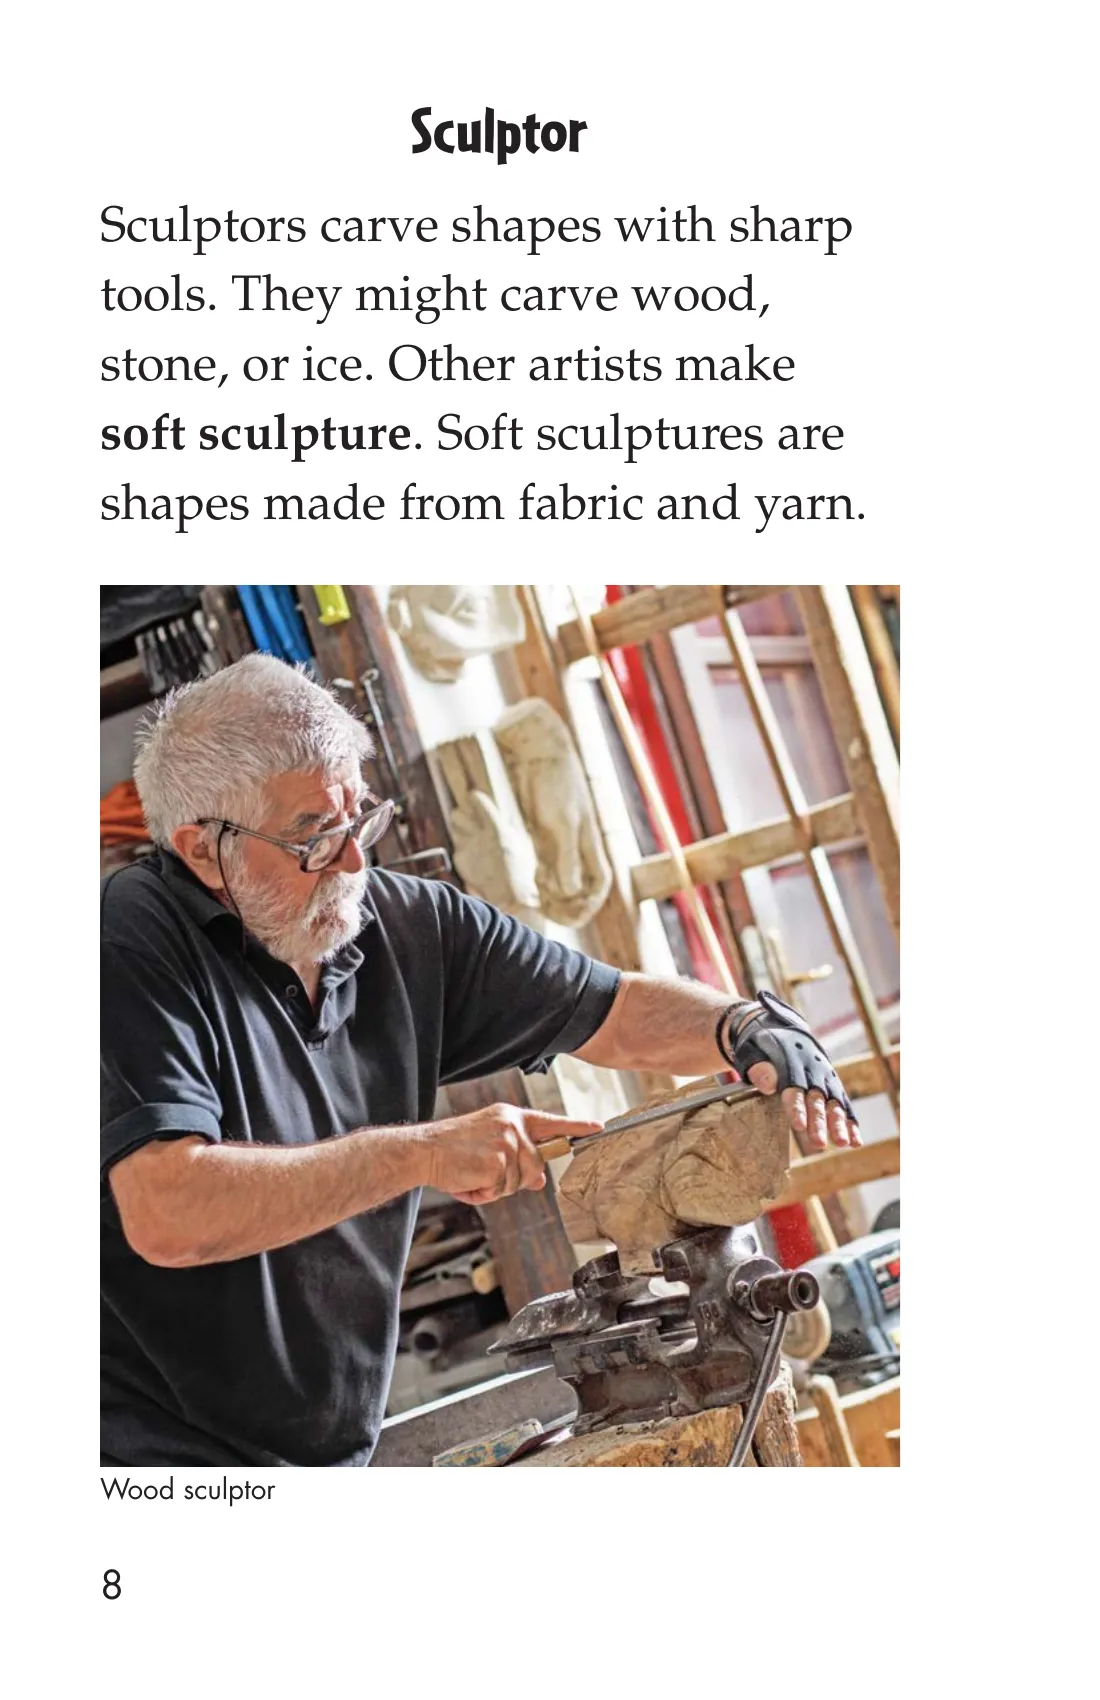 Sculptor
Sculptors carve shapes with sharp
tools. They might carve wood,
stone, or ice. Other artists make
soft sculpture. Soft sculptures are
shapes made from fabric and yarn.
Wood sculptor
8